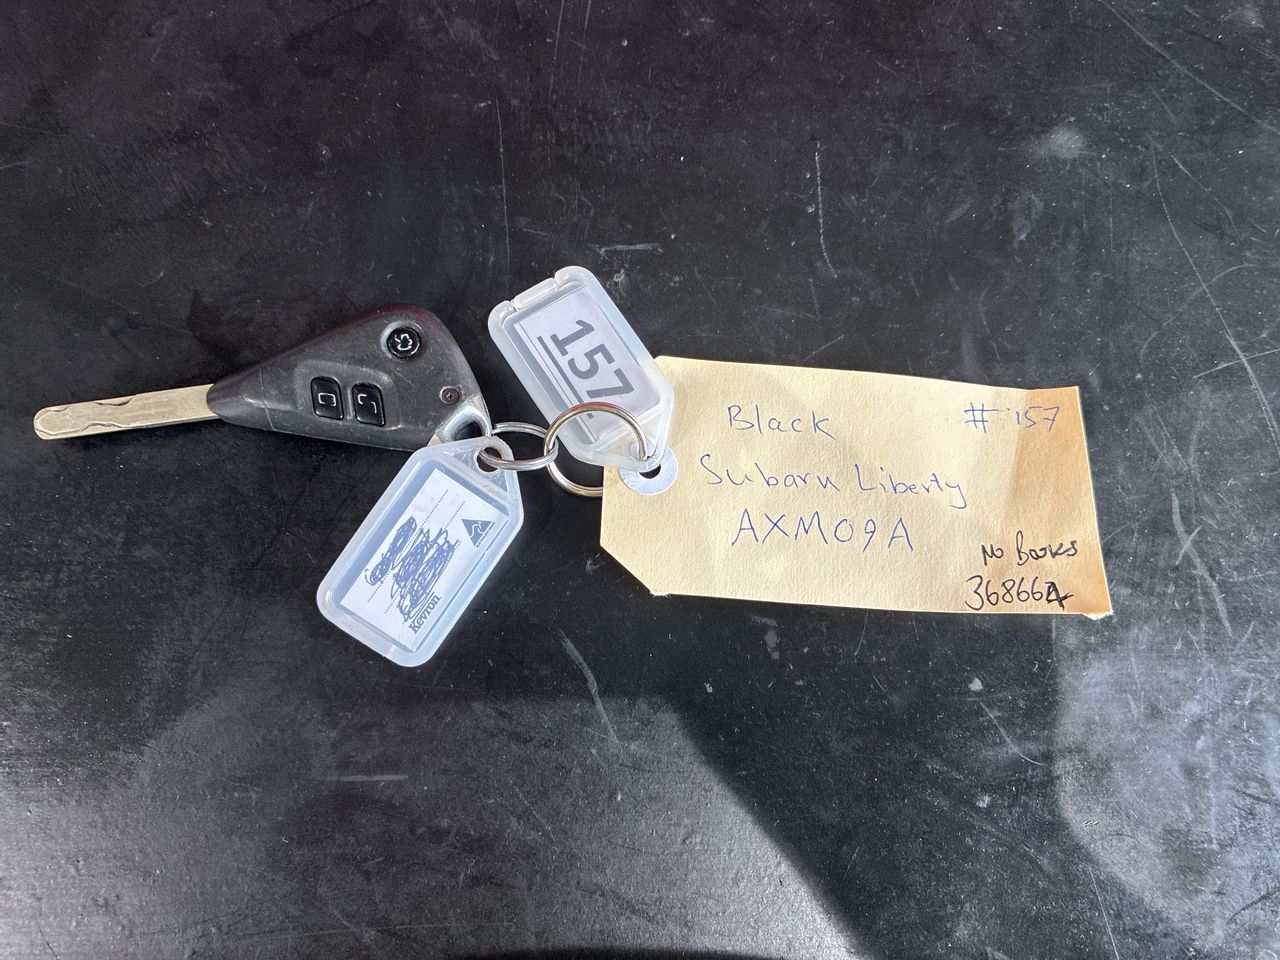 157
Kevron
Black
#157
Subaru Liberty
AXM09A
No Books
368664